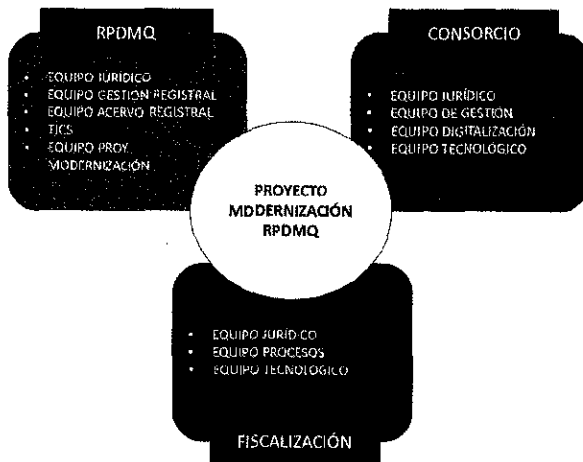 RPDMQ
• EQUIPO JURÍDICO
• EQUIPO GESTIÓN REGISTRAL
• EQUIPO ACERVO REGISTRAL
• TICS
• EQUIPO PROY. MODERNIZACIÓN
CONSORCIO
• EQUIPO JURÍDICO
• EQUIPO DE GESTIÓN
• EQUIPO DIGITALIZACIÓN
• EQUIPO TECNOLÓGICO
PROYECTO
MDDERNIZACIÓN
RPDMQ
• EQUIPO JURÍDICO
• EQUIPO PROCESOS
• EQUIPO TECNOLÓGICO
FISCALIZACIÓN